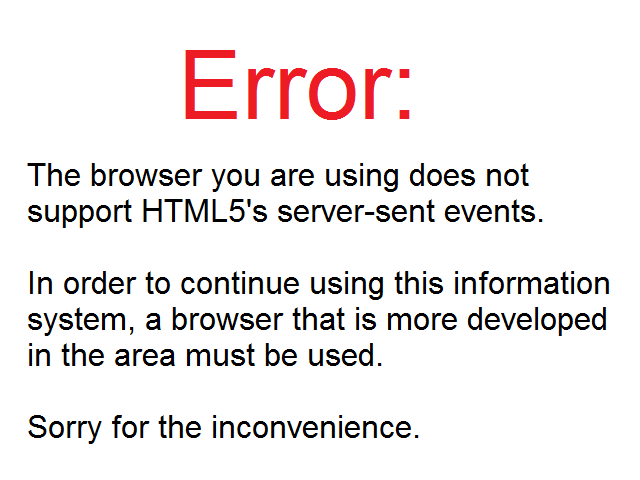 Error:
The browser you are using does not
support HTML5's server-sent events.
In order to continue using this information
system, a browser that is more developed
in the area must be used.
Sorry for the inconvenience.